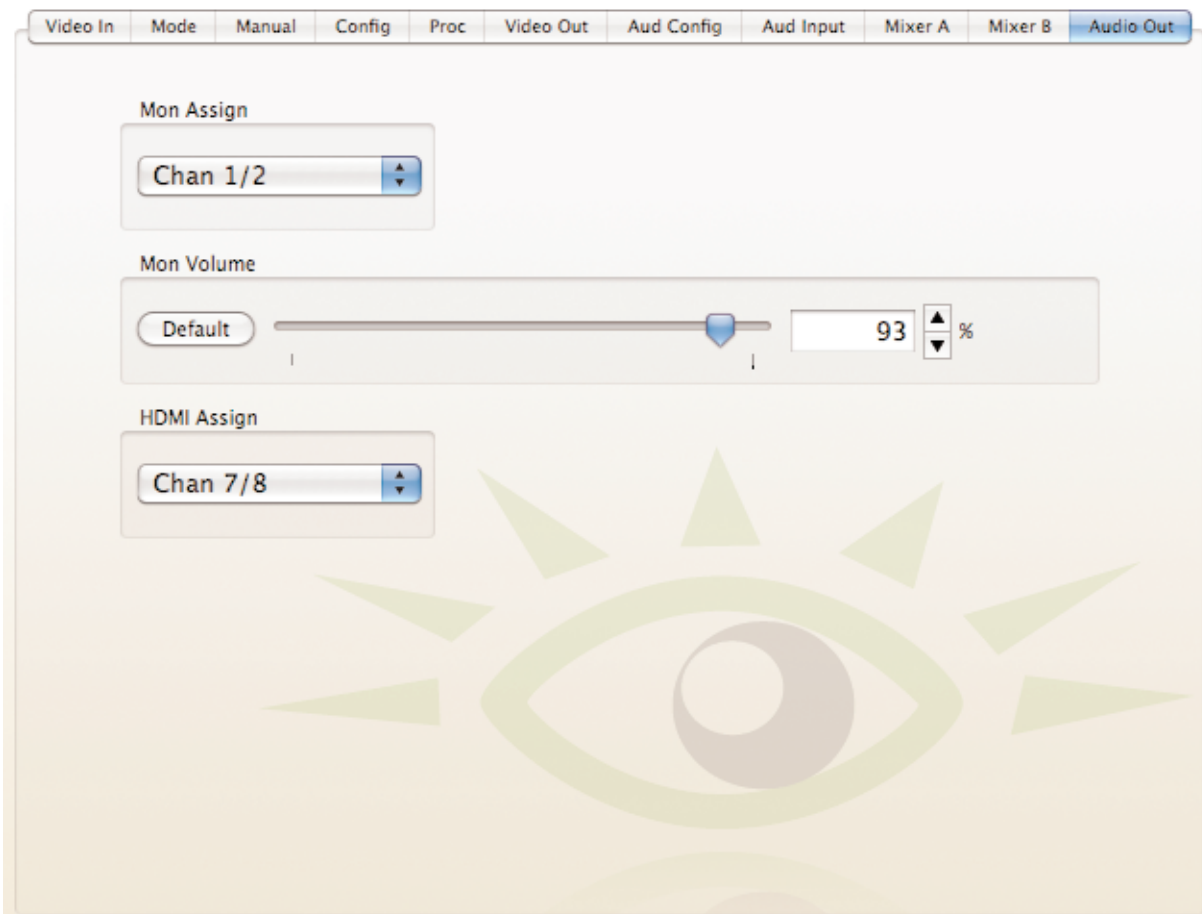 Video In Mode Manual Config Proc Video Out Aud Config Aud Input Mixer A Mixer B Audio Out
Mon Assign
Chan 1/2
Mon Volume
Default 93 %
HDMI Assign
Chan 7/8